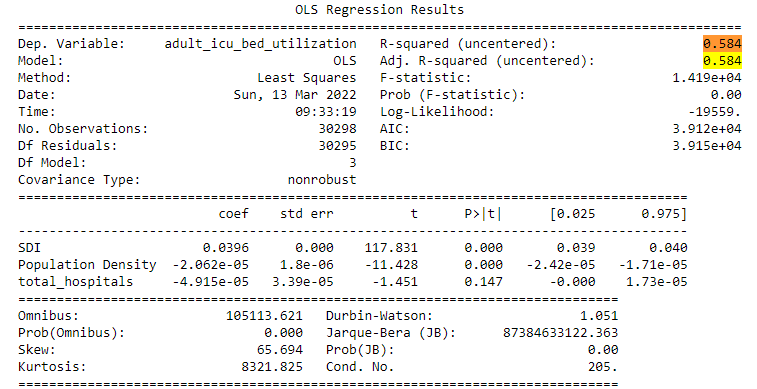 OLS Regression Results
==============================================================================
Dep. Variable: adult_icu_bed_utilization R-squared (uncentered): 0.584
Model: OLS Adj. R-squared (uncentered): 0.584
Method: Least Squares F-statistic: 1.419e+04
Date: Sun, 13 Mar 2022 Prob (F-statistic): 0.00
Time: 09:33:19 Log-Likelihood: -19559.
No. Observations: 30298 AIC: 3.912e+04
Df Residuals: 30295 BIC: 3.915e+04
Df Model: 3
Covariance Type: nonrobust
==============================================================================
coef std err t P>|t| [0.025 0.975]
------------------------------------------------------------------------------
SDI 0.0396 0.000 117.831 0.000 0.039 0.040
Population Density -2.062e-05 1.8e-06 -11.428 0.000 -2.42e-05 -1.71e-05
total_hospitals -4.915e-05 3.39e-05 -1.451 0.147 -0.000 1.73e-05
==============================================================================
Omnibus: 105113.621 Durbin-Watson: 1.051
Prob(Omnibus): 0.000 Jarque-Bera (JB): 87384633122.363
Skew: 65.694 Prob(JB): 0.00
Kurtosis: 8321.825 Cond. No. 205.
==============================================================================